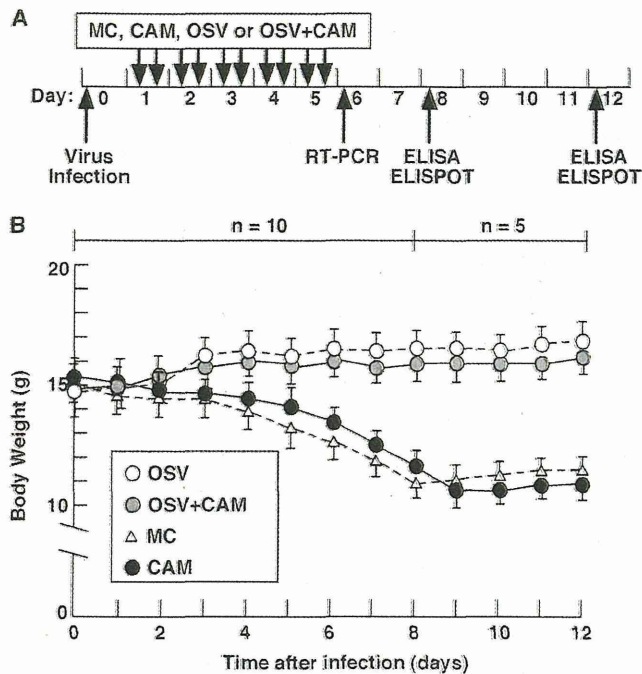 A
MC, CAM, OSV or OSV+CAM
Day: 0 1 2 3 4 5 6 7 8 9 10 11 12
Virus
Infection
RT-PCR
ELISA
ELISPOT
ELISA
ELISPOT
B
n = 10
n = 5
20
15
10
0
Body Weight (g)
OSV
OSV+CAM
MC
CAM
0 2 4 6 8 10 12
Time after infection (days)